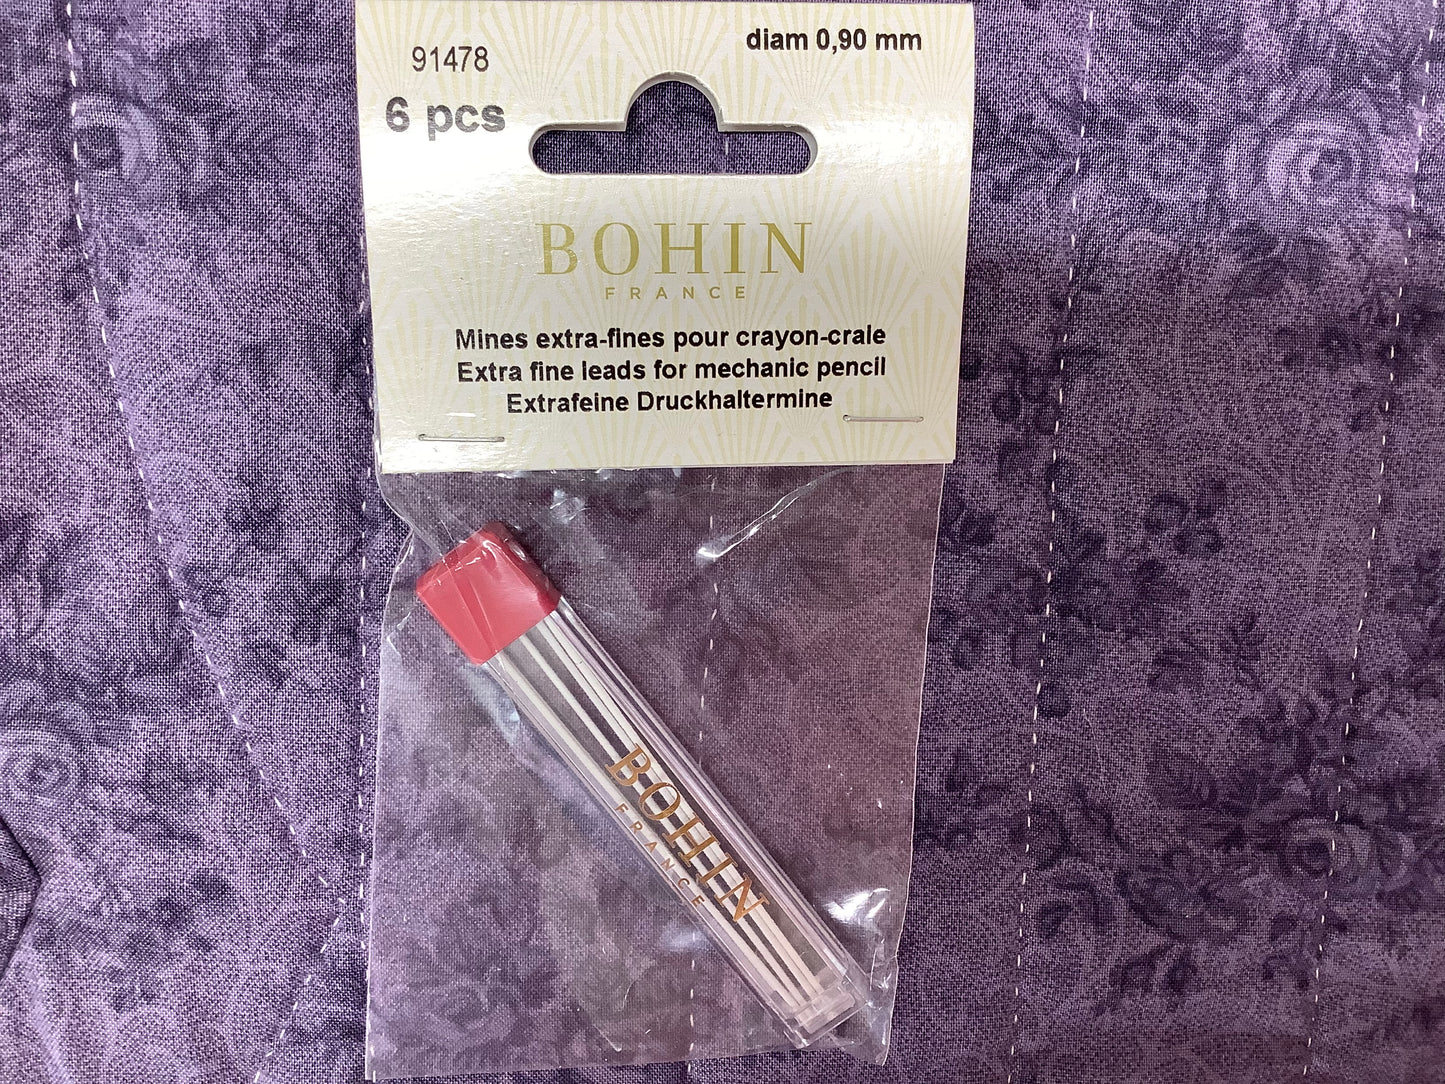 diam 0,90 mm
91478
6 pcs
BOHIN
FRANCE
Mines extra-fines pour crayon-craie
Extra fine leads for mechanic pencil
Extrafeine Druckhaltermine
BOHIN
FRANCE